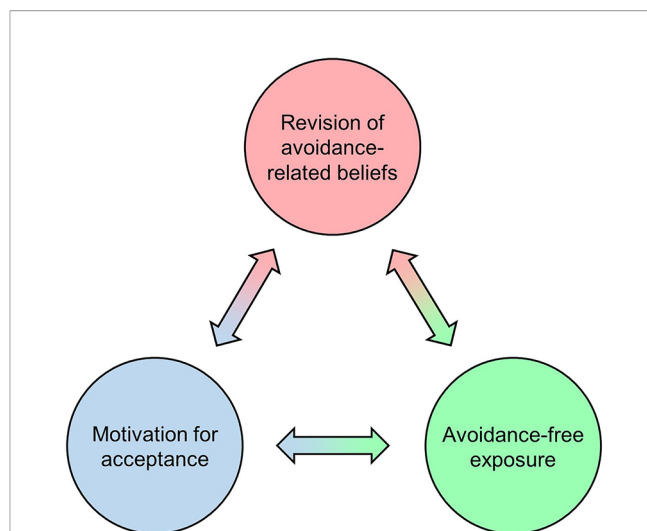 Revision of
avoidance-
related beliefs
Motivation for
acceptance
Avoidance-free
exposure